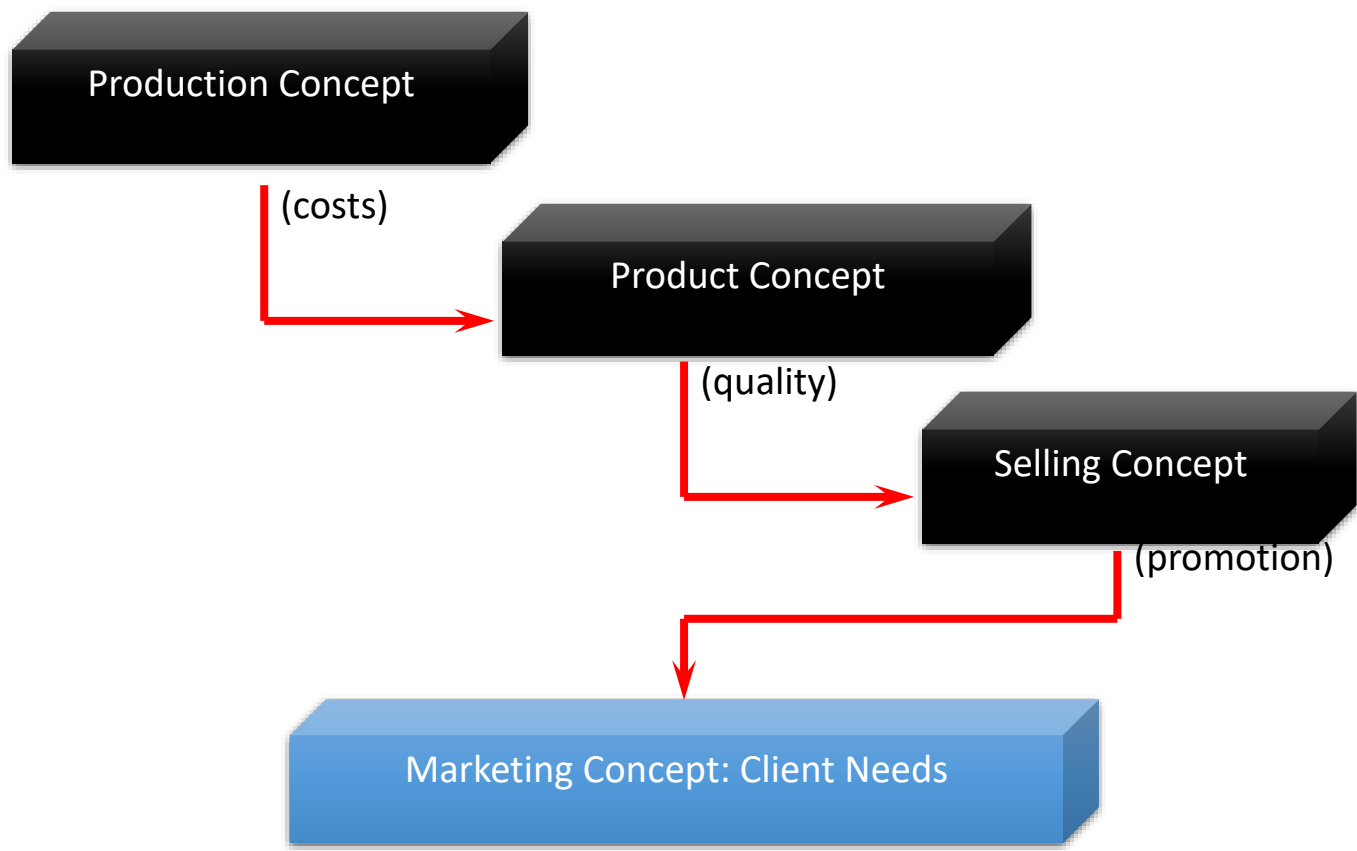 Production Concept
(costs)
Product Concept
(quality)
Selling Concept
(promotion)
Marketing Concept: Client Needs